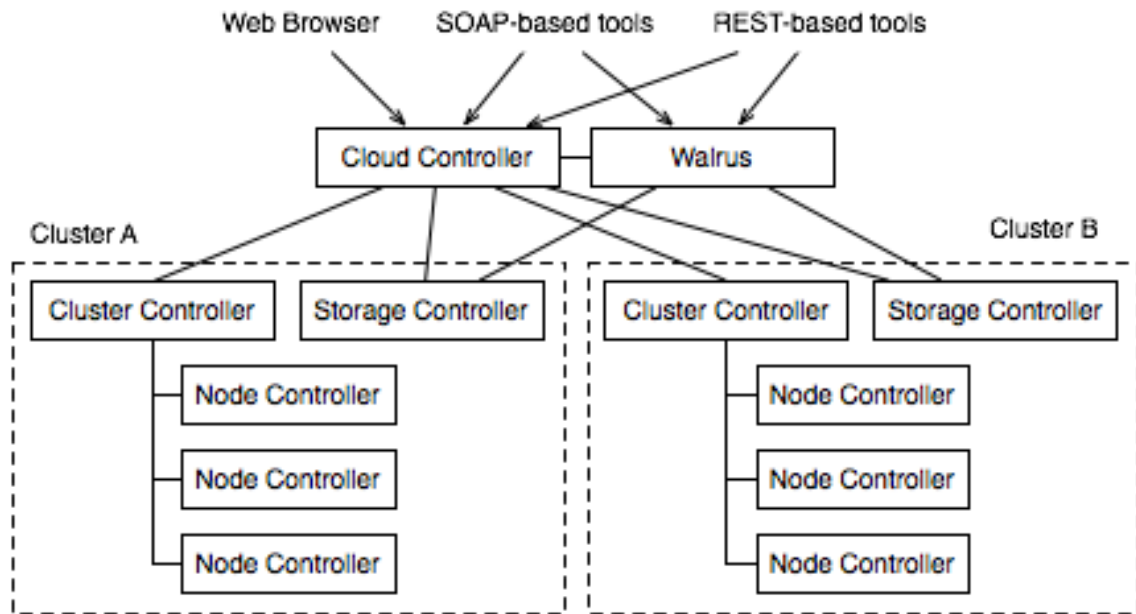 Web Browser SOAP-based tools REST-based tools
Cloud Controller Walrus
Cluster A Cluster B
Cluster Controller Storage Controller Cluster Controller Storage Controller
Node Controller Node Controller
Node Controller Node Controller
Node Controller Node Controller